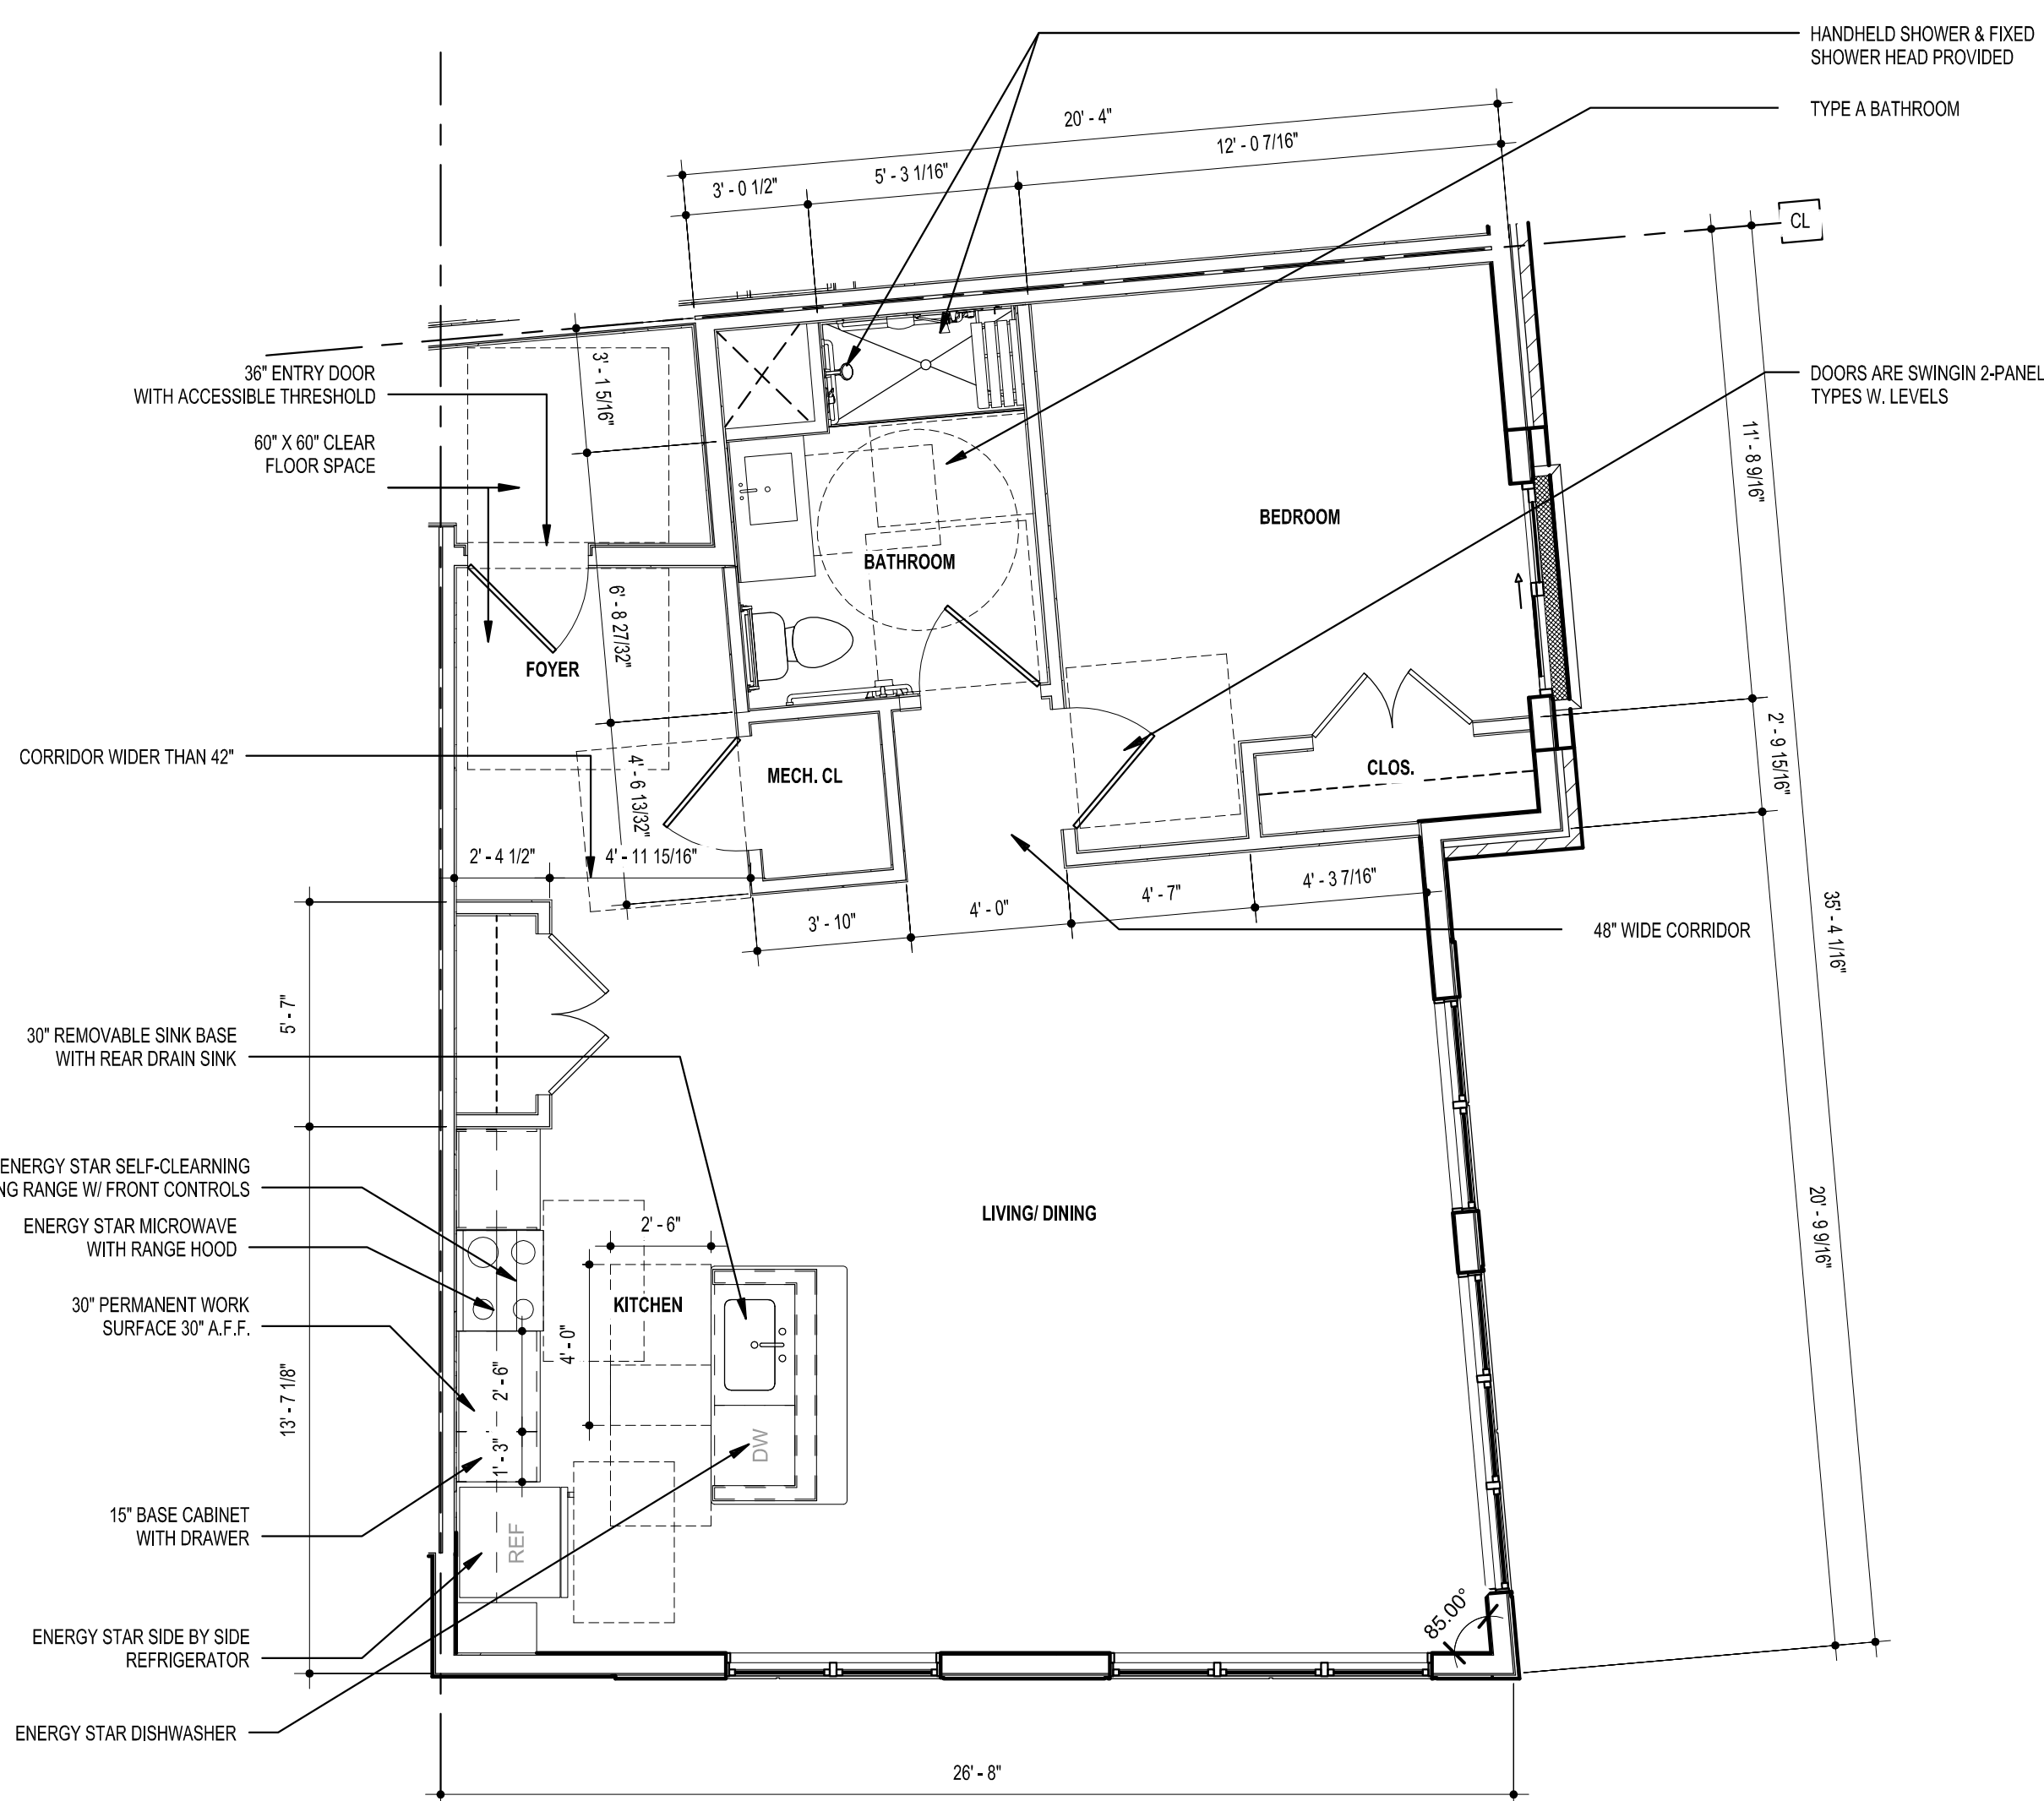 HANDHELD SHOWER & FIXED
SHOWER HEAD PROVIDED
TYPE A BATHROOM
20' - 4"
12' - 0 7/16"
5' - 3 1/16"
3' - 0 1/2"
CL
36" ENTRY DOOR
WITH ACCESSIBLE THRESHOLD
60" X 60" CLEAR
FLOOR SPACE
3' - 1 5/16"
DOORS ARE SWINGIN 2-PANEL
TYPES W. LEVELS
11' - 8 9/16"
BEDROOM
BATHROOM
6' - 8 27/32"
FOYER
CORRIDOR WIDER THAN 42"
4' - 6 13/32"
MECH. CL
CLOS.
2' - 9 15/16"
2' - 4 1/2"
4' - 11 15/16"
3' - 10"
4' - 0"
4' - 7"
4' - 3 7/16"
48" WIDE CORRIDOR
35' - 4 1/16"
5' - 7"
30" REMOVABLE SINK BASE
WITH REAR DRAIN SINK
ENERGY STAR SELF-CLEARNING
NG RANGE W/ FRONT CONTROLS
ENERGY STAR MICROWAVE
WITH RANGE HOOD
2' - 6"
LIVING/ DINING
20' - 9 9/16"
KITCHEN
30" PERMANENT WORK
SURFACE 30" A.F.F.
4' - 0"
2' - 6"
13' - 7 1/8"
1' - 3"
DW
15" BASE CABINET
WITH DRAWER
REF
85.00°
ENERGY STAR SIDE BY SIDE
REFRIGERATOR
ENERGY STAR DISHWASHER
26' - 8"